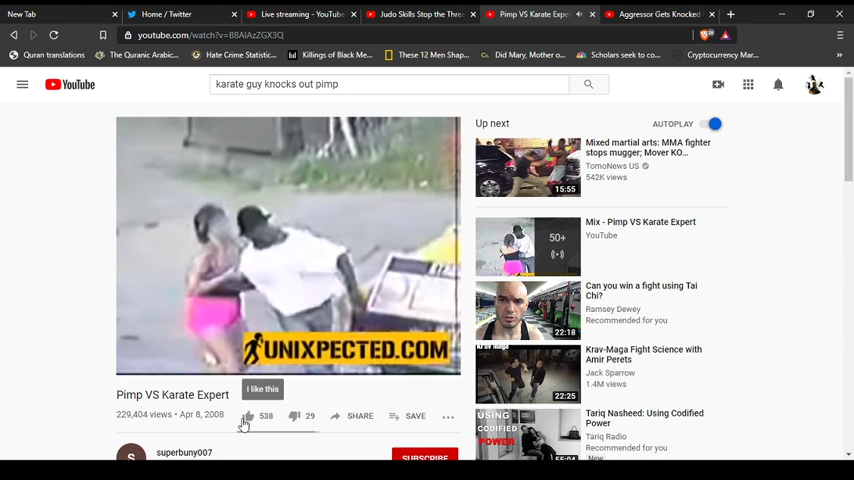 New Tab
Home / Twitter
Live streaming - YouTube
Judo Skills Stop the Threa
Pimp VS Karate Exper
Aggressor Gets Knocked
youtube.com/watch?v=B8AIAzZGX3Q
Quran translations
The Quranic Arabic...
Hate Crime Statistic...
Killings of Black Me...
These 12 Men Shap...
Did Mary, Mother o...
Scholars seek to co...
Cryptocurrency Mar...
YouTube
karate guy knocks out pimp
UNIXPECTED.COM
Pimp VS Karate Expert
I like this
229,404 views • Apr 8, 2008
538
29
SHARE
SAVE
S
superbuny007
SUBSCRIBE
Up next
AUTOPLAY
Mixed martial arts: MMA fighter
stops mugger; Mover KO...
TomoNews US
542K views
15:55
50+
Mix - Pimp VS Karate Expert
YouTube
Can you win a fight using Tai
Chi?
Ramsey Dewey
Recommended for you
22:18
Krav-Maga Fight Science with
Amir Perets
Jack Sparrow
1.4M views
22:25
USING
CODIFIED
POWER
Tariq Nasheed: Using Codified
Power
Tariq Radio
Recommended for you
New
55:04